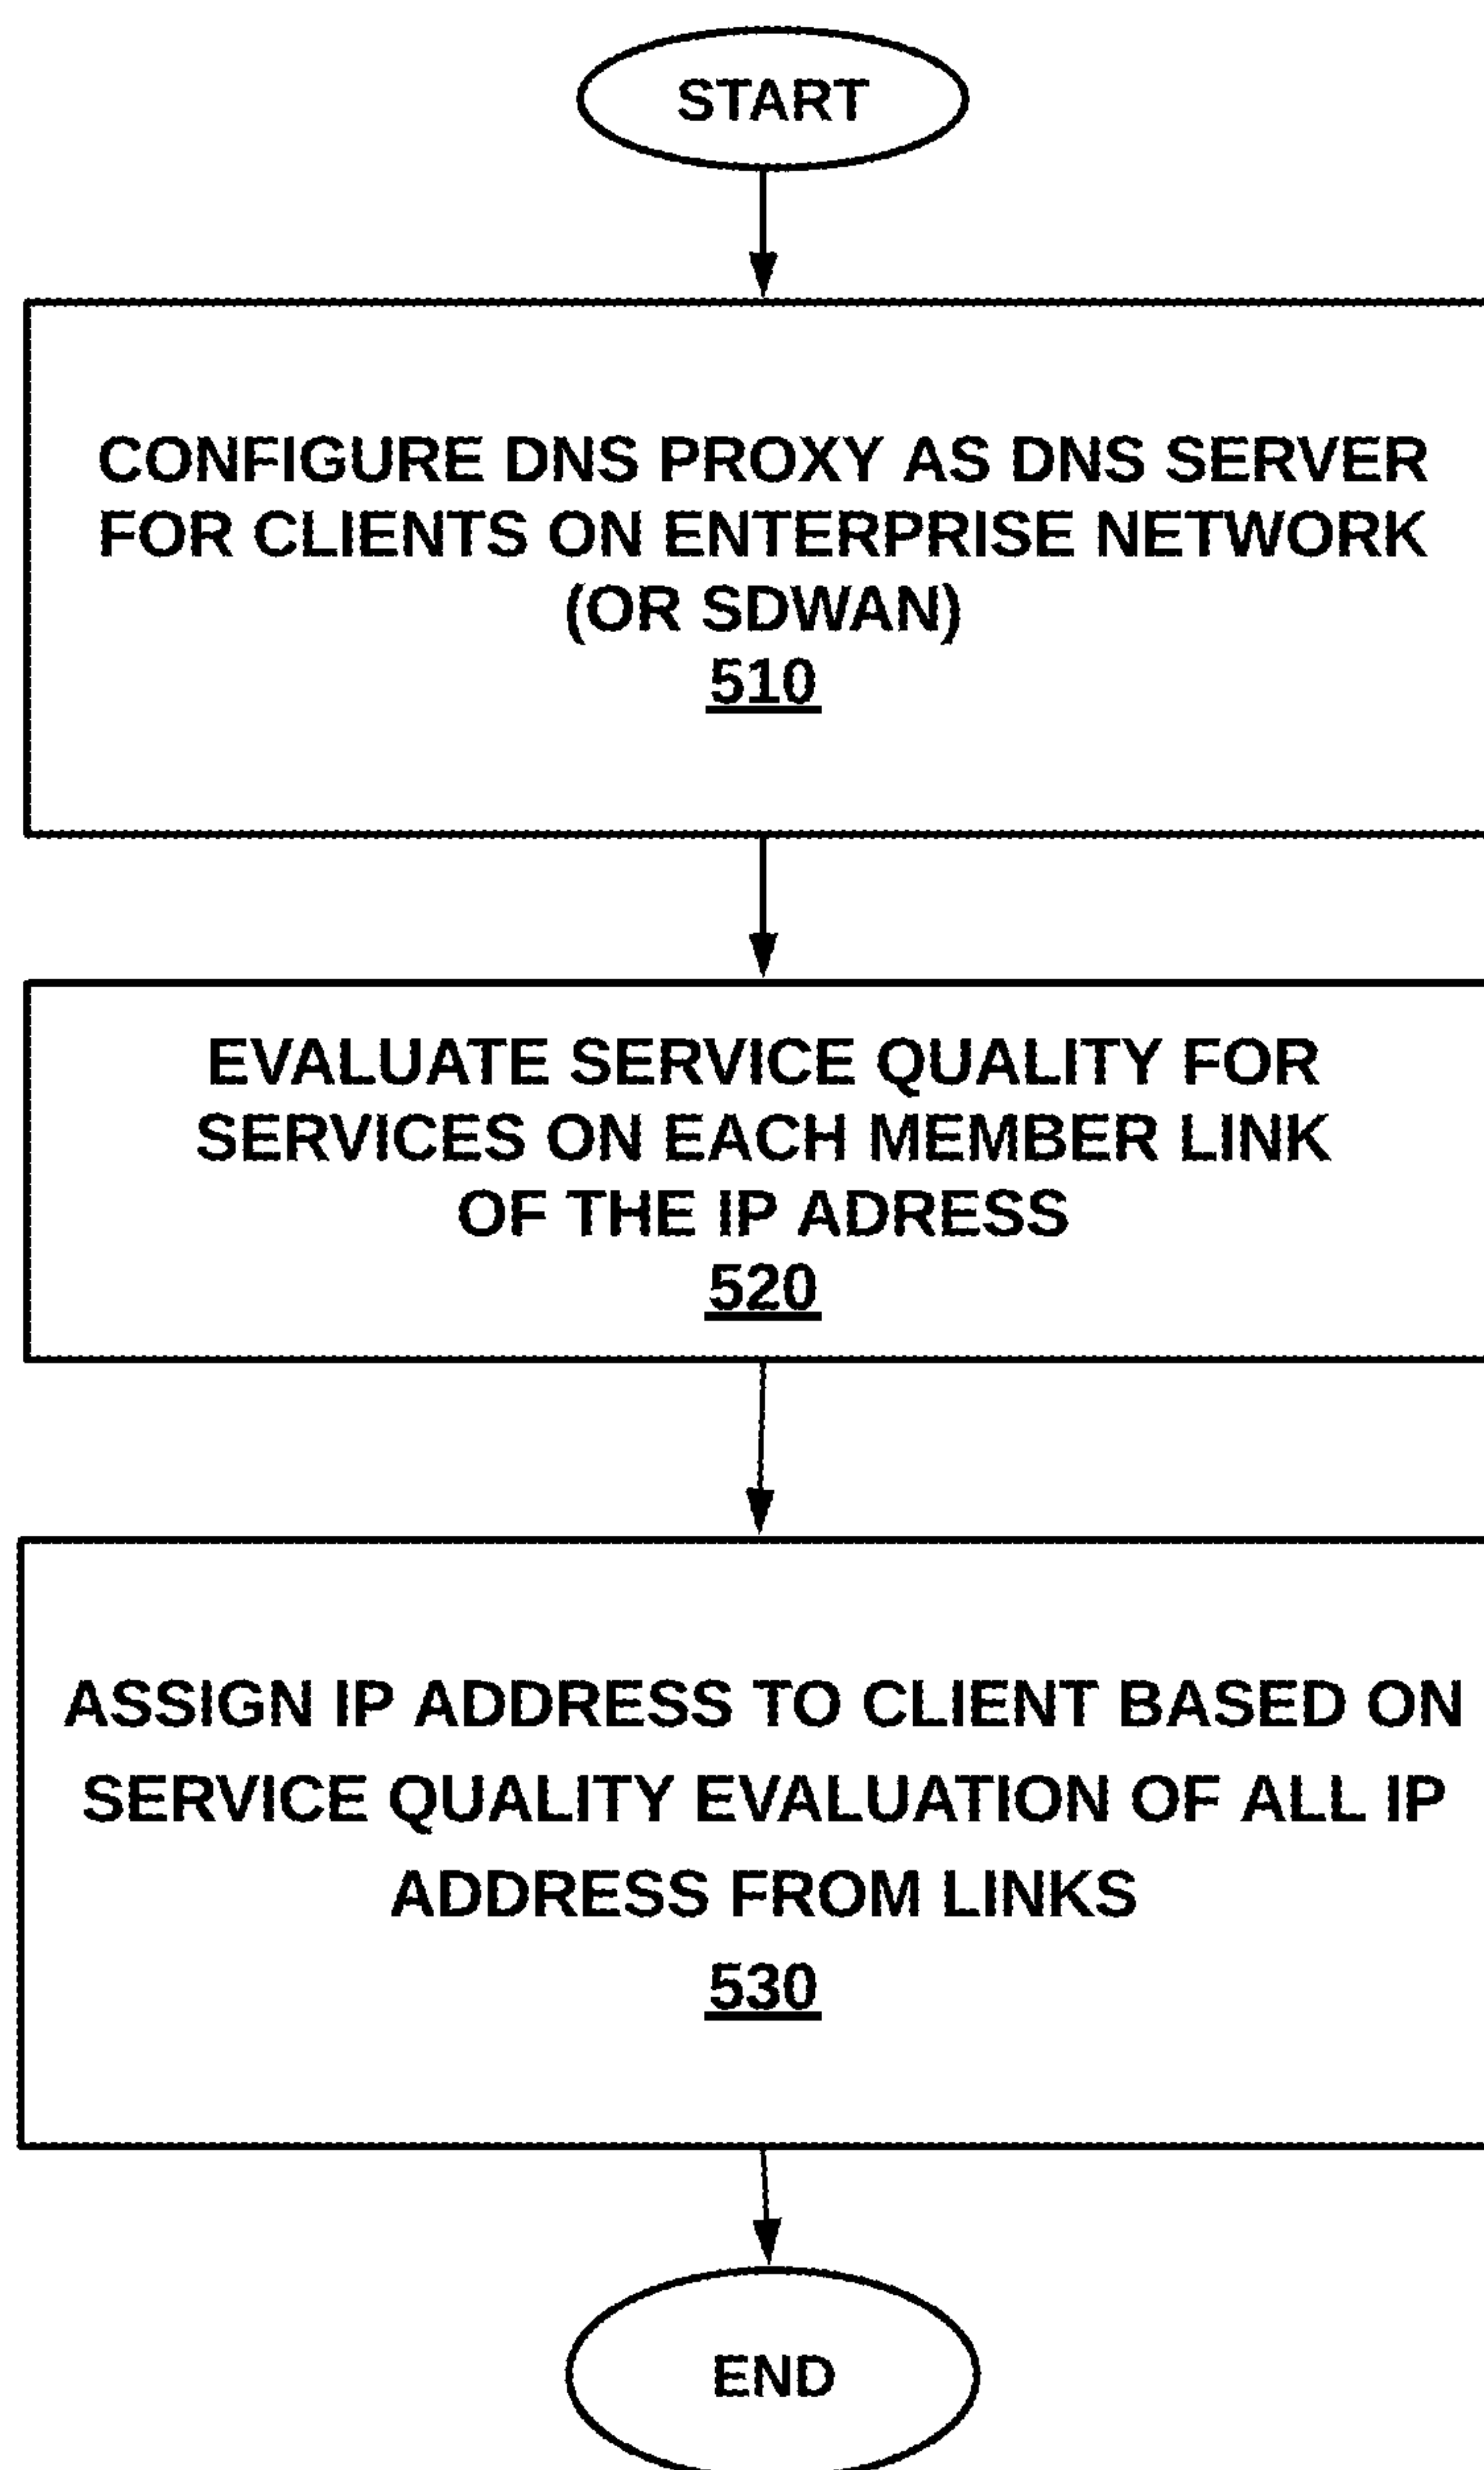 START
CONFIGURE DNS PROXY AS DNS SERVER
FOR CLIENTS ON ENTERPRISE NETWORK
(OR SDWAN)
510
EVALUATE SERVICE QUALITY FOR
SERVICES ON EACH MEMBER LINK
OF THE IP ADRESS
520
ASSIGN IP ADDRESS TO CLIENT BASED ON
SERVICE QUALITY EVALUATION OF ALL IP
ADDRESS FROM LINKS
530
END